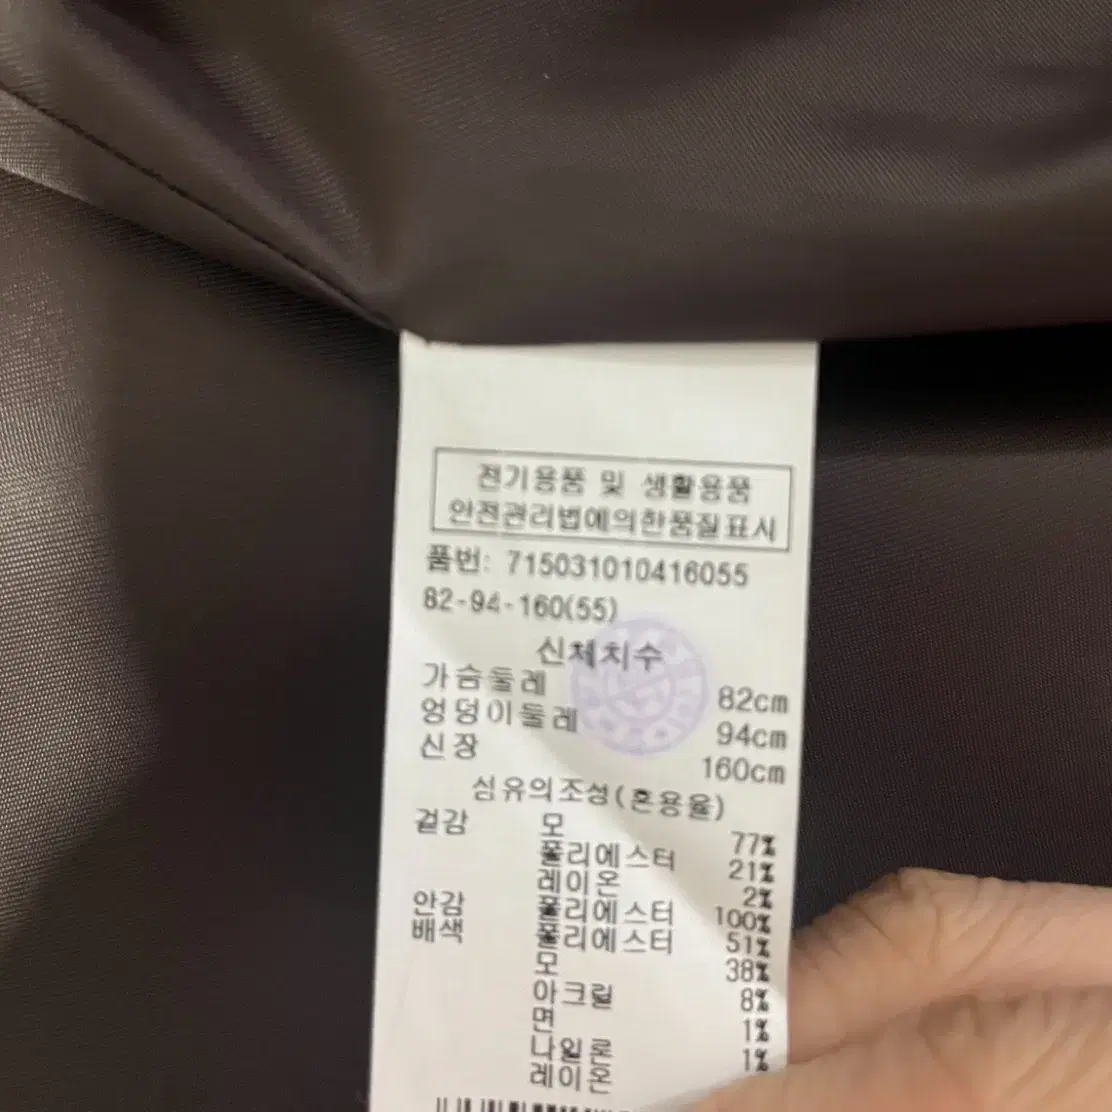 전기용품 및 생활용품
안전관리법에의한품질표시
품번: 715031010416055
82-94-160(55)
신체치수
가슴둘레 82cm
엉덩이둘레 94cm
신장 160cm
섬유의조성(혼용율)
겉감 모 77%
폴리에스터 21%
레이온 2%
안감 폴리에스터 100%
배색 폴리에스터 51%
모 38%
아크릴 8%
면 1%
나일론 1%
레이온